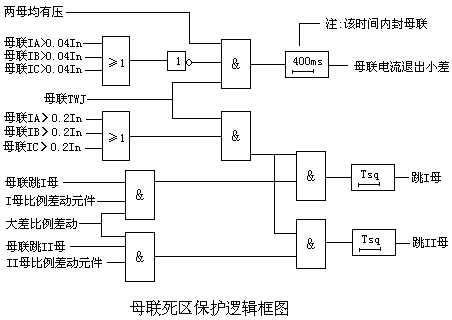 两母均有压
注:该时间内封母联
母联IA>0.04In
母联IB>0.04In
母联IC>0.04In
≥1
1
&
400ms
母联电流退出小差
母联TWJ
母联IA>0.2In
母联IB>0.2In
母联IC>0.2In
≥1
&
母联跳I母
I母比例差动元件
&
&
Tsq
跳I母
大差比例差动
母联跳II母
II母比例差动元件
&
&
Tsq
跳II母
母联死区保护逻辑框图